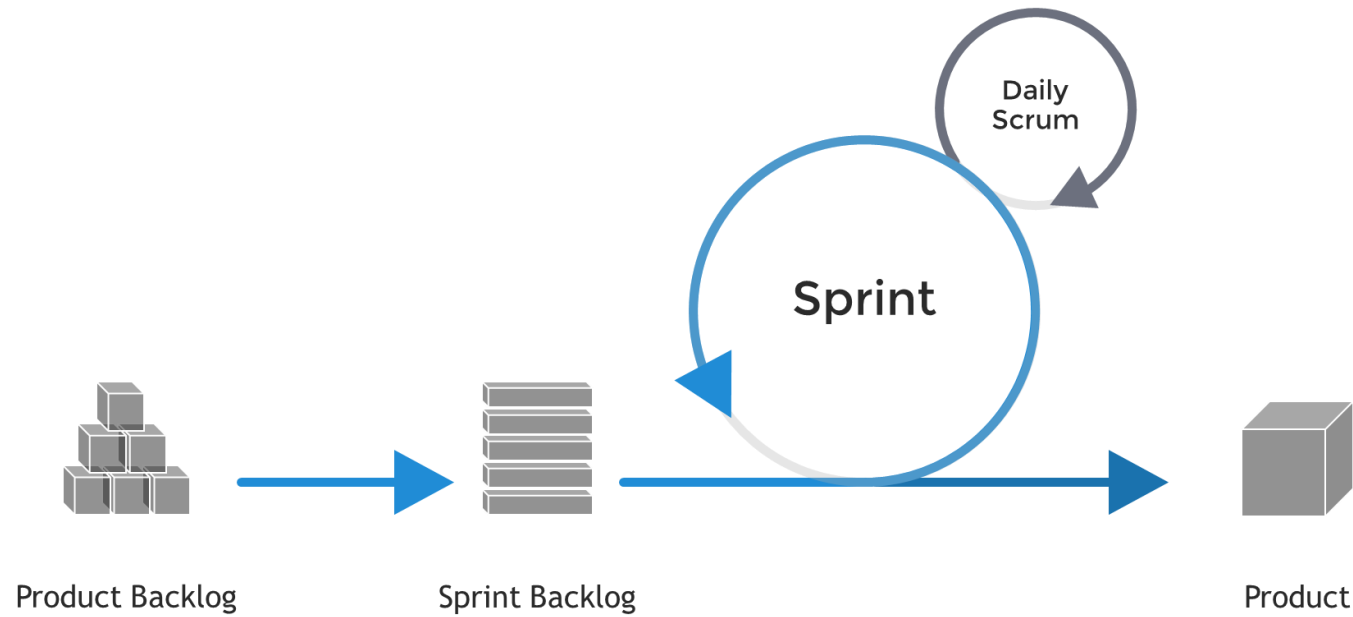 Daily
Scrum
Sprint
Product Backlog
Sprint Backlog
Product